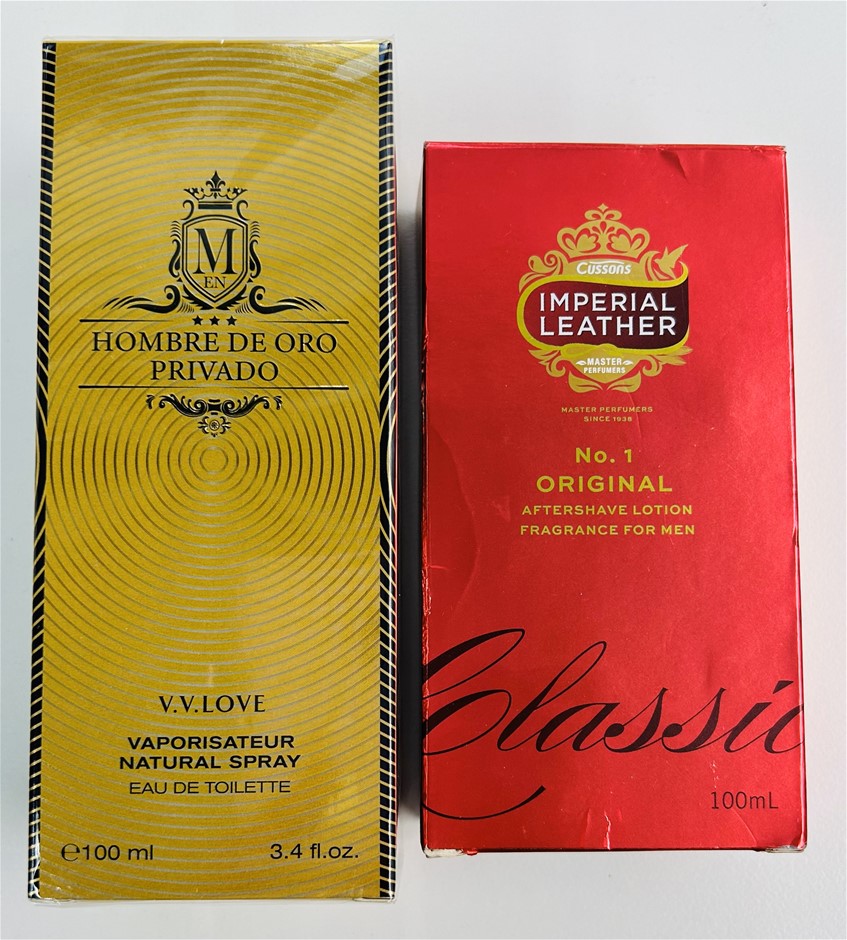 M
EN
HOMBRE DE ORO
PRIVADO
V.V.LOVE
VAPORISATEUR
NATURAL SPRAY
EAU DE TOILETTE
℮100 ml
3.4 fl.oz.
Cussons
IMPERIAL
LEATHER
MASTER
PERFUMERS
MASTER PERFUMERS
SINCE 1938
No. 1
ORIGINAL
AFTERSHAVE LOTION
FRAGRANCE FOR MEN
Classic
100mL